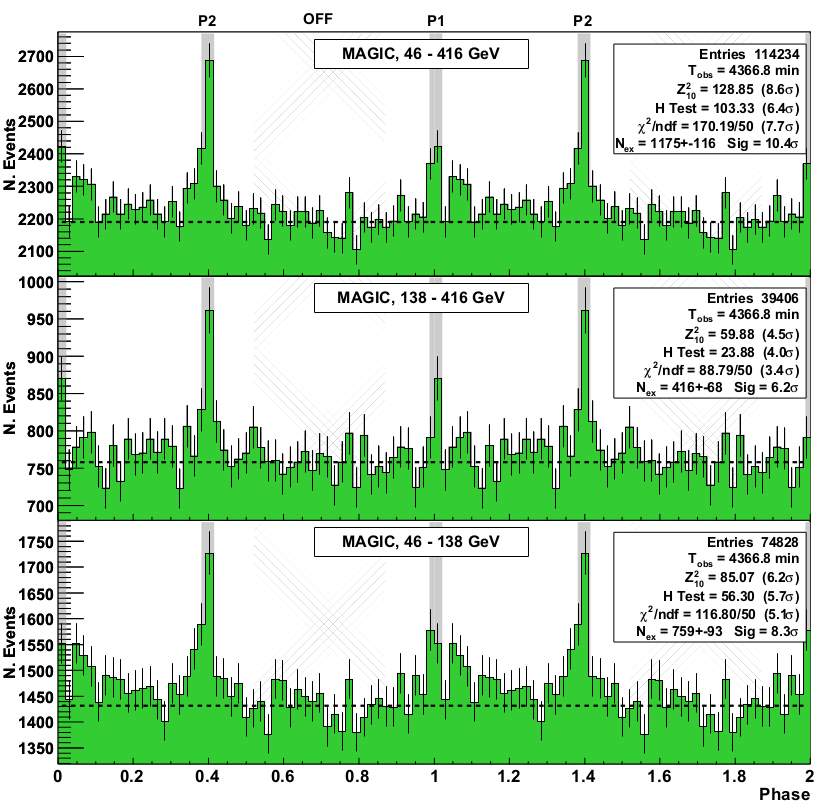 P2 OFF P1 P2
MAGIC, 46 - 416 GeV
Entries 114234
T_obs = 4366.8 min
Z²_10 = 128.85 (8.6σ)
H Test = 103.33 (6.4σ)
χ²/ndf = 170.19/50 (7.7σ)
N_ex = 1175+-116 Sig = 10.4σ
N. Events
2700
2600
2500
2400
2300
2200
2100
MAGIC, 138 - 416 GeV
Entries 39406
T_obs = 4366.8 min
Z²_10 = 59.88 (4.5σ)
H Test = 23.88 (4.0σ)
χ²/ndf = 88.79/50 (3.4σ)
N_ex = 416+-68 Sig = 6.2σ
N. Events
1000
950
900
850
800
750
700
MAGIC, 46 - 138 GeV
Entries 74828
T_obs = 4366.8 min
Z²_10 = 85.07 (6.2σ)
H Test = 56.30 (5.7σ)
χ²/ndf = 116.80/50 (5.1σ)
N_ex = 759+-93 Sig = 8.3σ
N. Events
1750
1700
1650
1600
1550
1500
1450
1400
1350
0 0.2 0.4 0.6 0.8 1 1.2 1.4 1.6 1.8 2
Phase